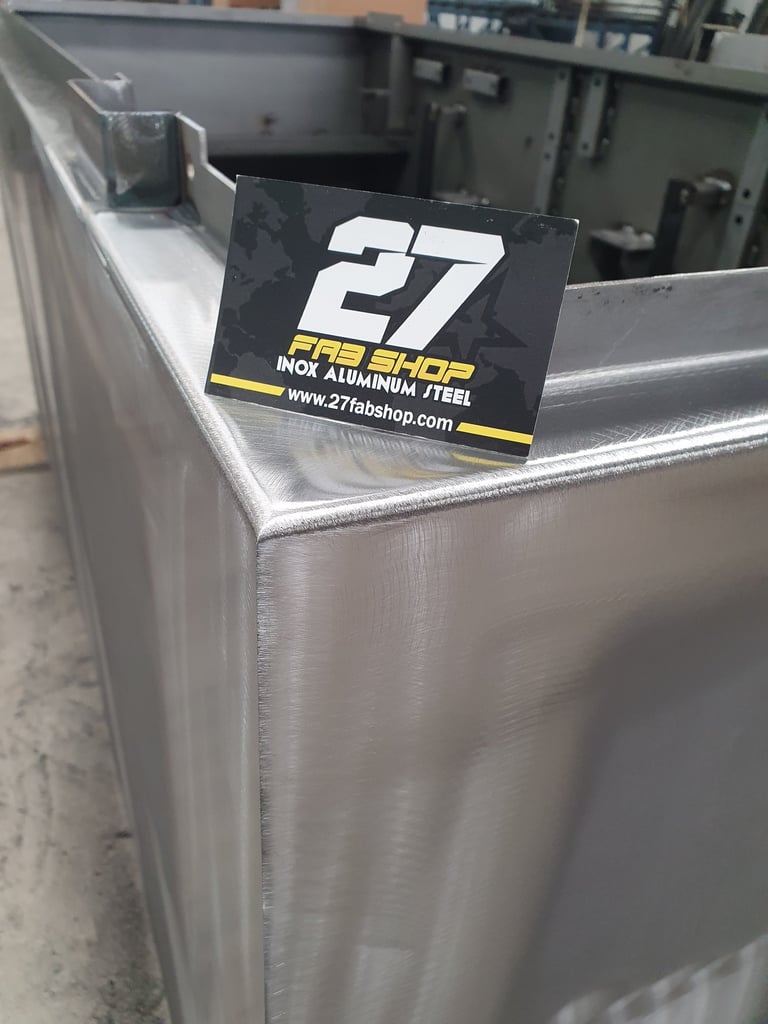 27
FAB SHOP
INOX ALUMINUM STEEL
www.27fabshop.com